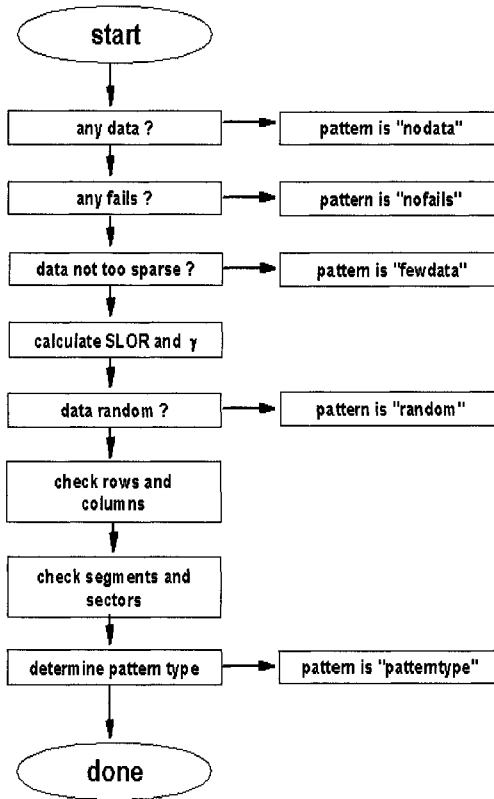 start
any data ?
pattern is "nodata"
any fails ?
pattern is "nofails"
data not too sparse ?
pattern is "fewdata"
calculate SLOR and γ
data random ?
pattern is "random"
check rows and
columns
check segments and
sectors
determine pattern type
pattern is "patterntype"
done